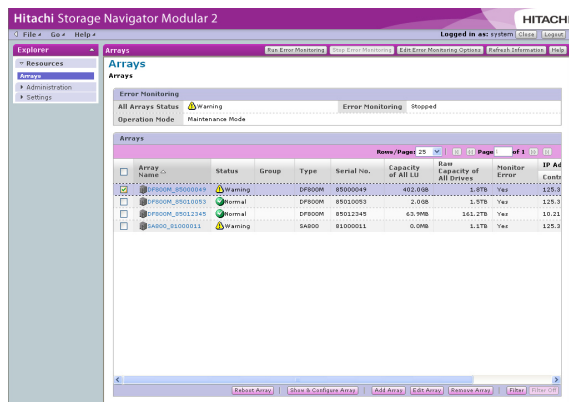 Hitachi Storage Navigator Modular 2
HITACHI
File Go Help
Logged in as: system Close Logout
Explorer
Arrays
Run Error Monitoring Stop Error Monitoring Edit Error Monitoring Options Refresh Information Help
Resources
Arrays
Administration
Settings
Arrays
Arrays
Error Monitoring
All Arrays Status Warning Error Monitoring Stopped
Operation Mode Maintenance Mode
Arrays
Rows/Page: 25 Page 1 of 1
Array Name Status Group Type Serial No. Capacity of All LU Raw Capacity of All Drives Monitor Error IP Ad
Contr
DF800M_85000049 Warning DF800M 85000049 402.0GB 1.8TB Yes 125.3
DF800M_85010053 Normal DF800M 85010053 2.0GB 1.5TB Yes 125.3
DF800M_85012345 Normal DF800M 85012345 63.9MB 161.2TB Yes 10.21
SA800_81000011 Warning SA800 81000011 0.0MB 1.1TB Yes 125.3
Reboot Array Show & Configure Array Add Array Edit Array Remove Array Filter Filter Off